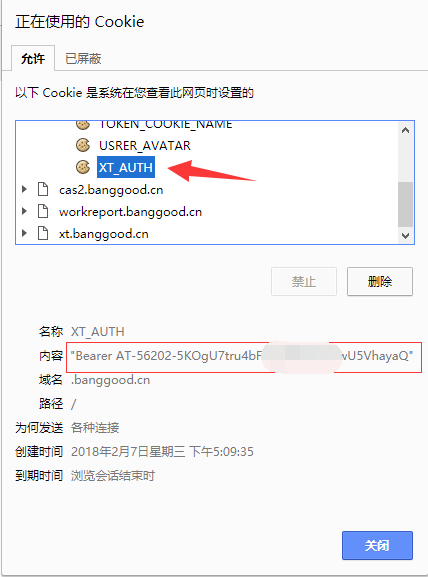 正在使用的 Cookie
允许 已屏蔽
以下 Cookie 是系统在您查看此网页时设置的
TOKEN_COOKIE_NAME
USRER_AVATAR
XT_AUTH
cas2.banggood.cn
workreport.banggood.cn
xt.banggood.cn
禁止 删除
名称 XT_AUTH
内容 "Bearer AT-56202-5KOgU7tru4bF vU5VhayaQ"
域名 .banggood.cn
路径 /
为何发送 各种连接
创建时间 2018年2月7日星期三 下午5:09:35
到期时间 浏览会话结束时
关闭